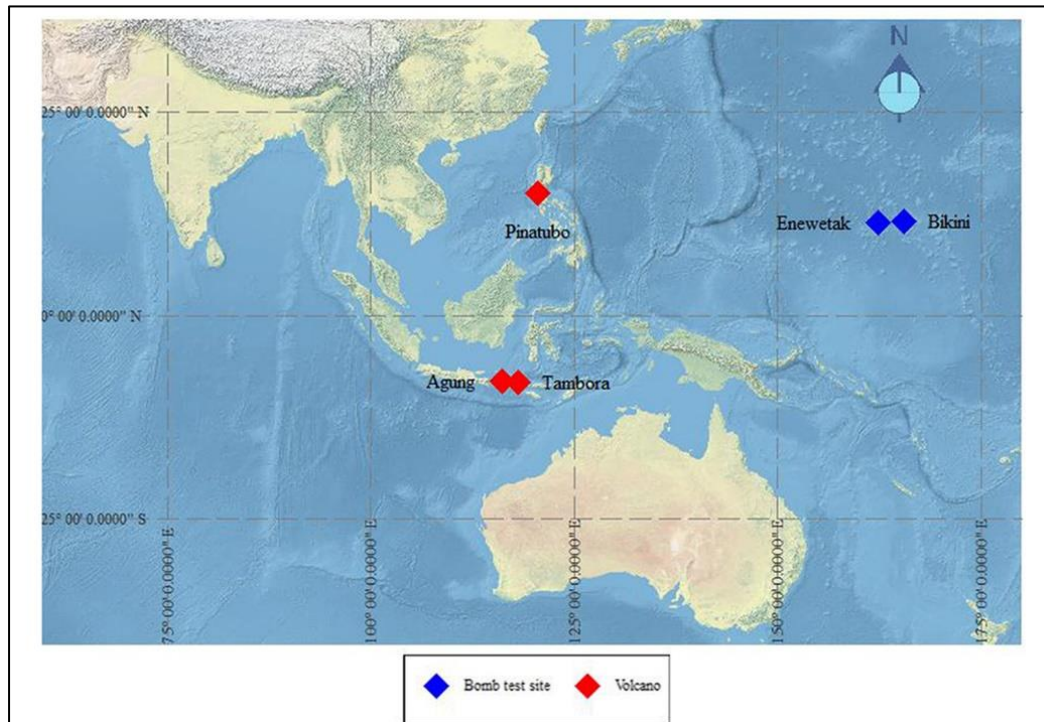 N
25° 00' 0.0000" N
Enewetak
Bikini
Pinatubo
0° 00' 0.0000" N
Agung
Tambora
25° 00' 0.0000" S
75° 00' 0.0000" E
100° 00' 0.0000" E
125° 00' 0.0000" E
150° 00' 0.0000" E
175° 00' 0.0000" E
Bomb test site
Volcano